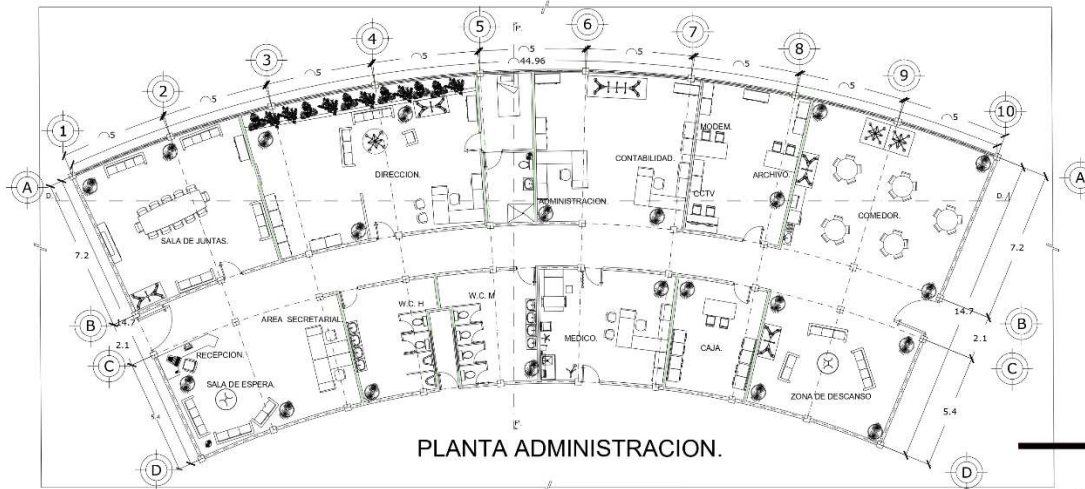 5 6
4 7
3 8
2 9
1 10
5 5 5 5 5 5 5 5 5
44.96
A A
MODEM.
DIRECCION. CONTABILIDAD. ARCHIVO
CCTV
ADMINISTRACION
COMEDOR.
SALA DE JUNTAS.
7.2 7.2
B 14.7 14.7 B
2.1 2.1
C C
W.C. H W.C. M
AREA SECRETARIAL
RECEPCION. MEDICO. CAJA.
SALA DE ESPERA
ZONA DE DESCANSO
5.4 5.4
D D
PLANTA ADMINISTRACION.